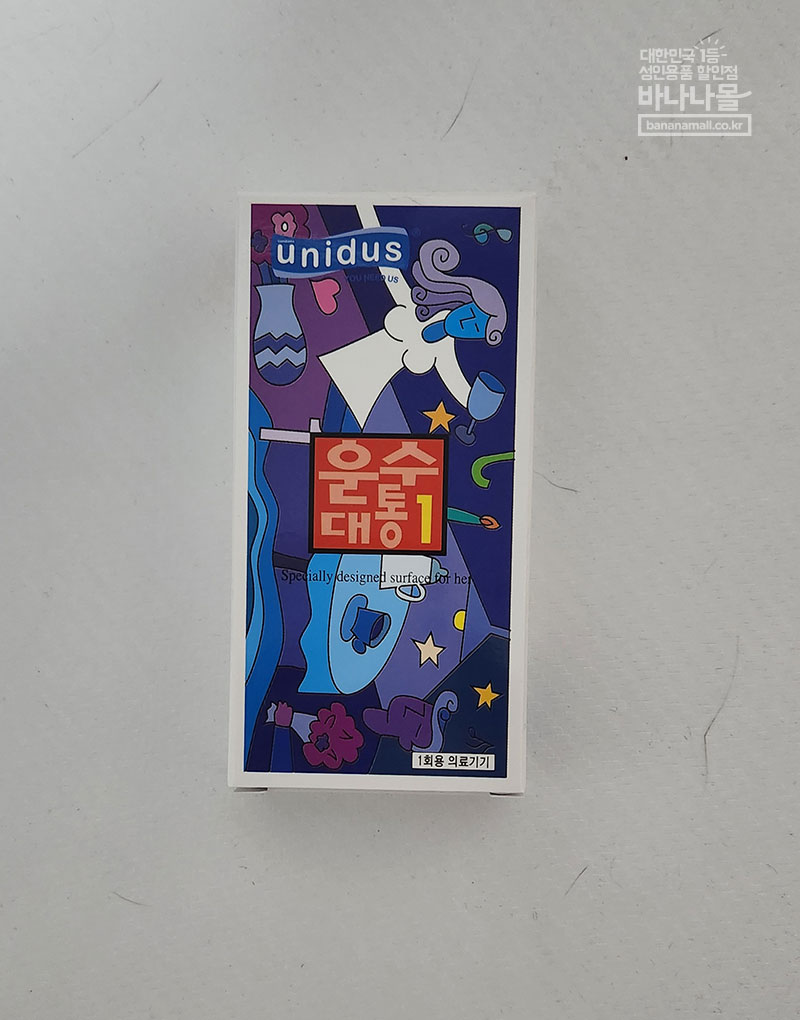 대한민국 1등
성인용품 할인점
바나나몰
bananamall.co.kr
unidus
YOU NEED US
운수
대통1
Specially designed surface for her
1회용 의료기기